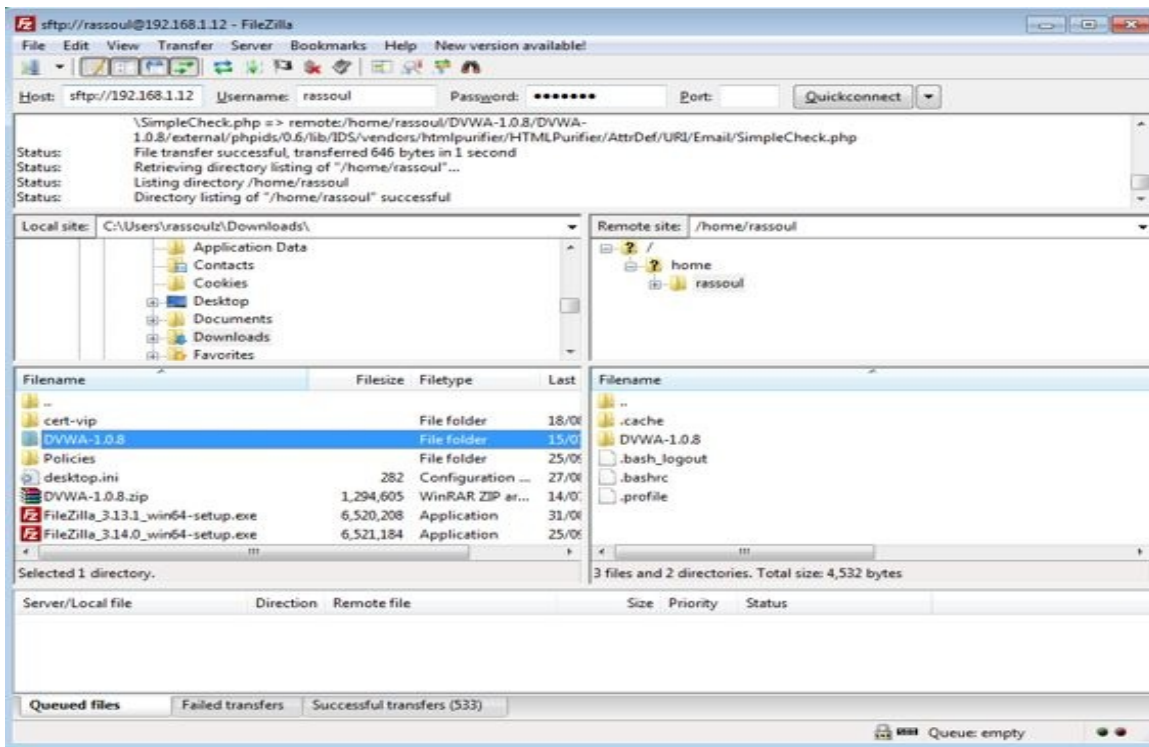 sftp://rassoul@192.168.1.12 - FileZilla
File Edit View Transfer Server Bookmarks Help New version available!
Host: sftp://192.168.1.12 Username: rassoul Password: ●●●●●●● Port: Quickconnect
\SimpleCheck.php => remote:/home/rassoul/DVWA-1.0.8/DVWA-
1.0.8/external/phpids/0.6/lib/IDS/vendors/htmlpurifier/HTMLPurifier/AttrDef/URI/Email/SimpleCheck.php
Status: File transfer successful, transferred 646 bytes in 1 second
Status: Retrieving directory listing of "/home/rassoul"...
Status: Listing directory /home/rassoul
Status: Directory listing of "/home/rassoul" successful
Local site: C:\Users\rassoulz\Downloads\
Application Data
Contacts
Cookies
Desktop
Documents
Downloads
Favorites
Remote site: /home/rassoul
/
home
rassoul
Filename Filesize Filetype Last
..
cert-vip File folder 18/0
DVWA-1.0.8 File folder 15/0
Policies File folder 25/0
desktop.ini 282 Configuration ... 27/0
DVWA-1.0.8.zip 1,294,605 WinRAR ZIP ar... 14/0
FileZilla_3.13.1_win64-setup.exe 6,520,208 Application 31/0
FileZilla_3.14.0_win64-setup.exe 6,521,184 Application 25/0
Selected 1 directory.
Filename
..
.cache
DVWA-1.0.8
.bash_logout
.bashrc
.profile
3 files and 2 directories. Total size: 4,532 bytes
Server/Local file Direction Remote file Size Priority Status
Queued files Failed transfers Successful transfers (533)
Queue: empty